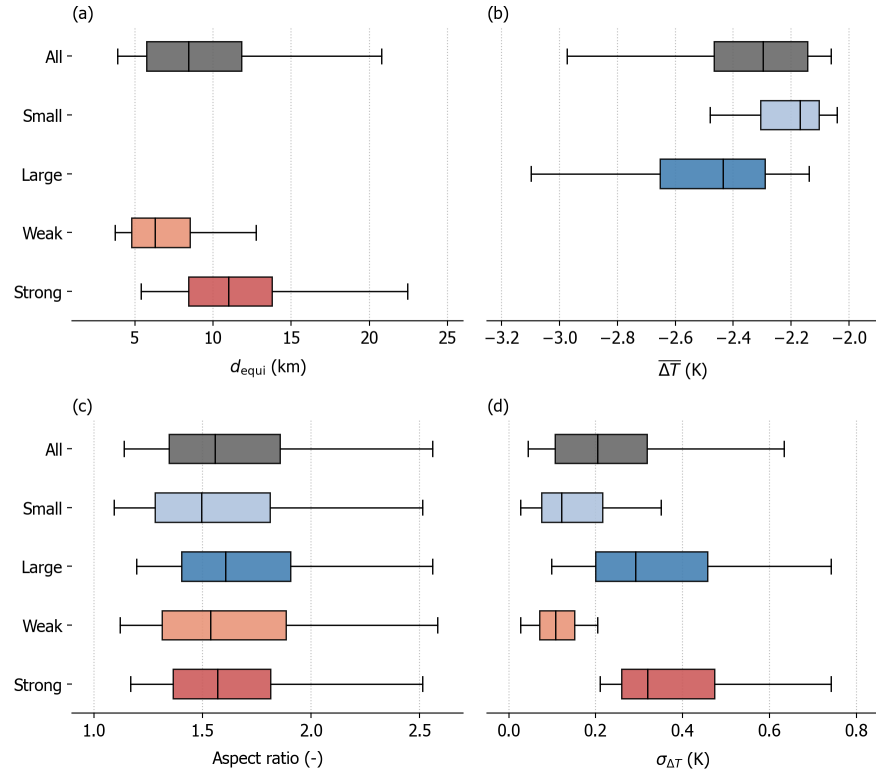 (a)
(b)
All
Small
Large
Weak
Strong
5 10 15 20 25
−3.2 −3.0 −2.8 −2.6 −2.4 −2.2 −2.0
d_equi (km)
\overline{ΔT} (K)
(c)
(d)
All
Small
Large
Weak
Strong
1.0 1.5 2.0 2.5
0.0 0.2 0.4 0.6 0.8
Aspect ratio (-)
σ_ΔT (K)